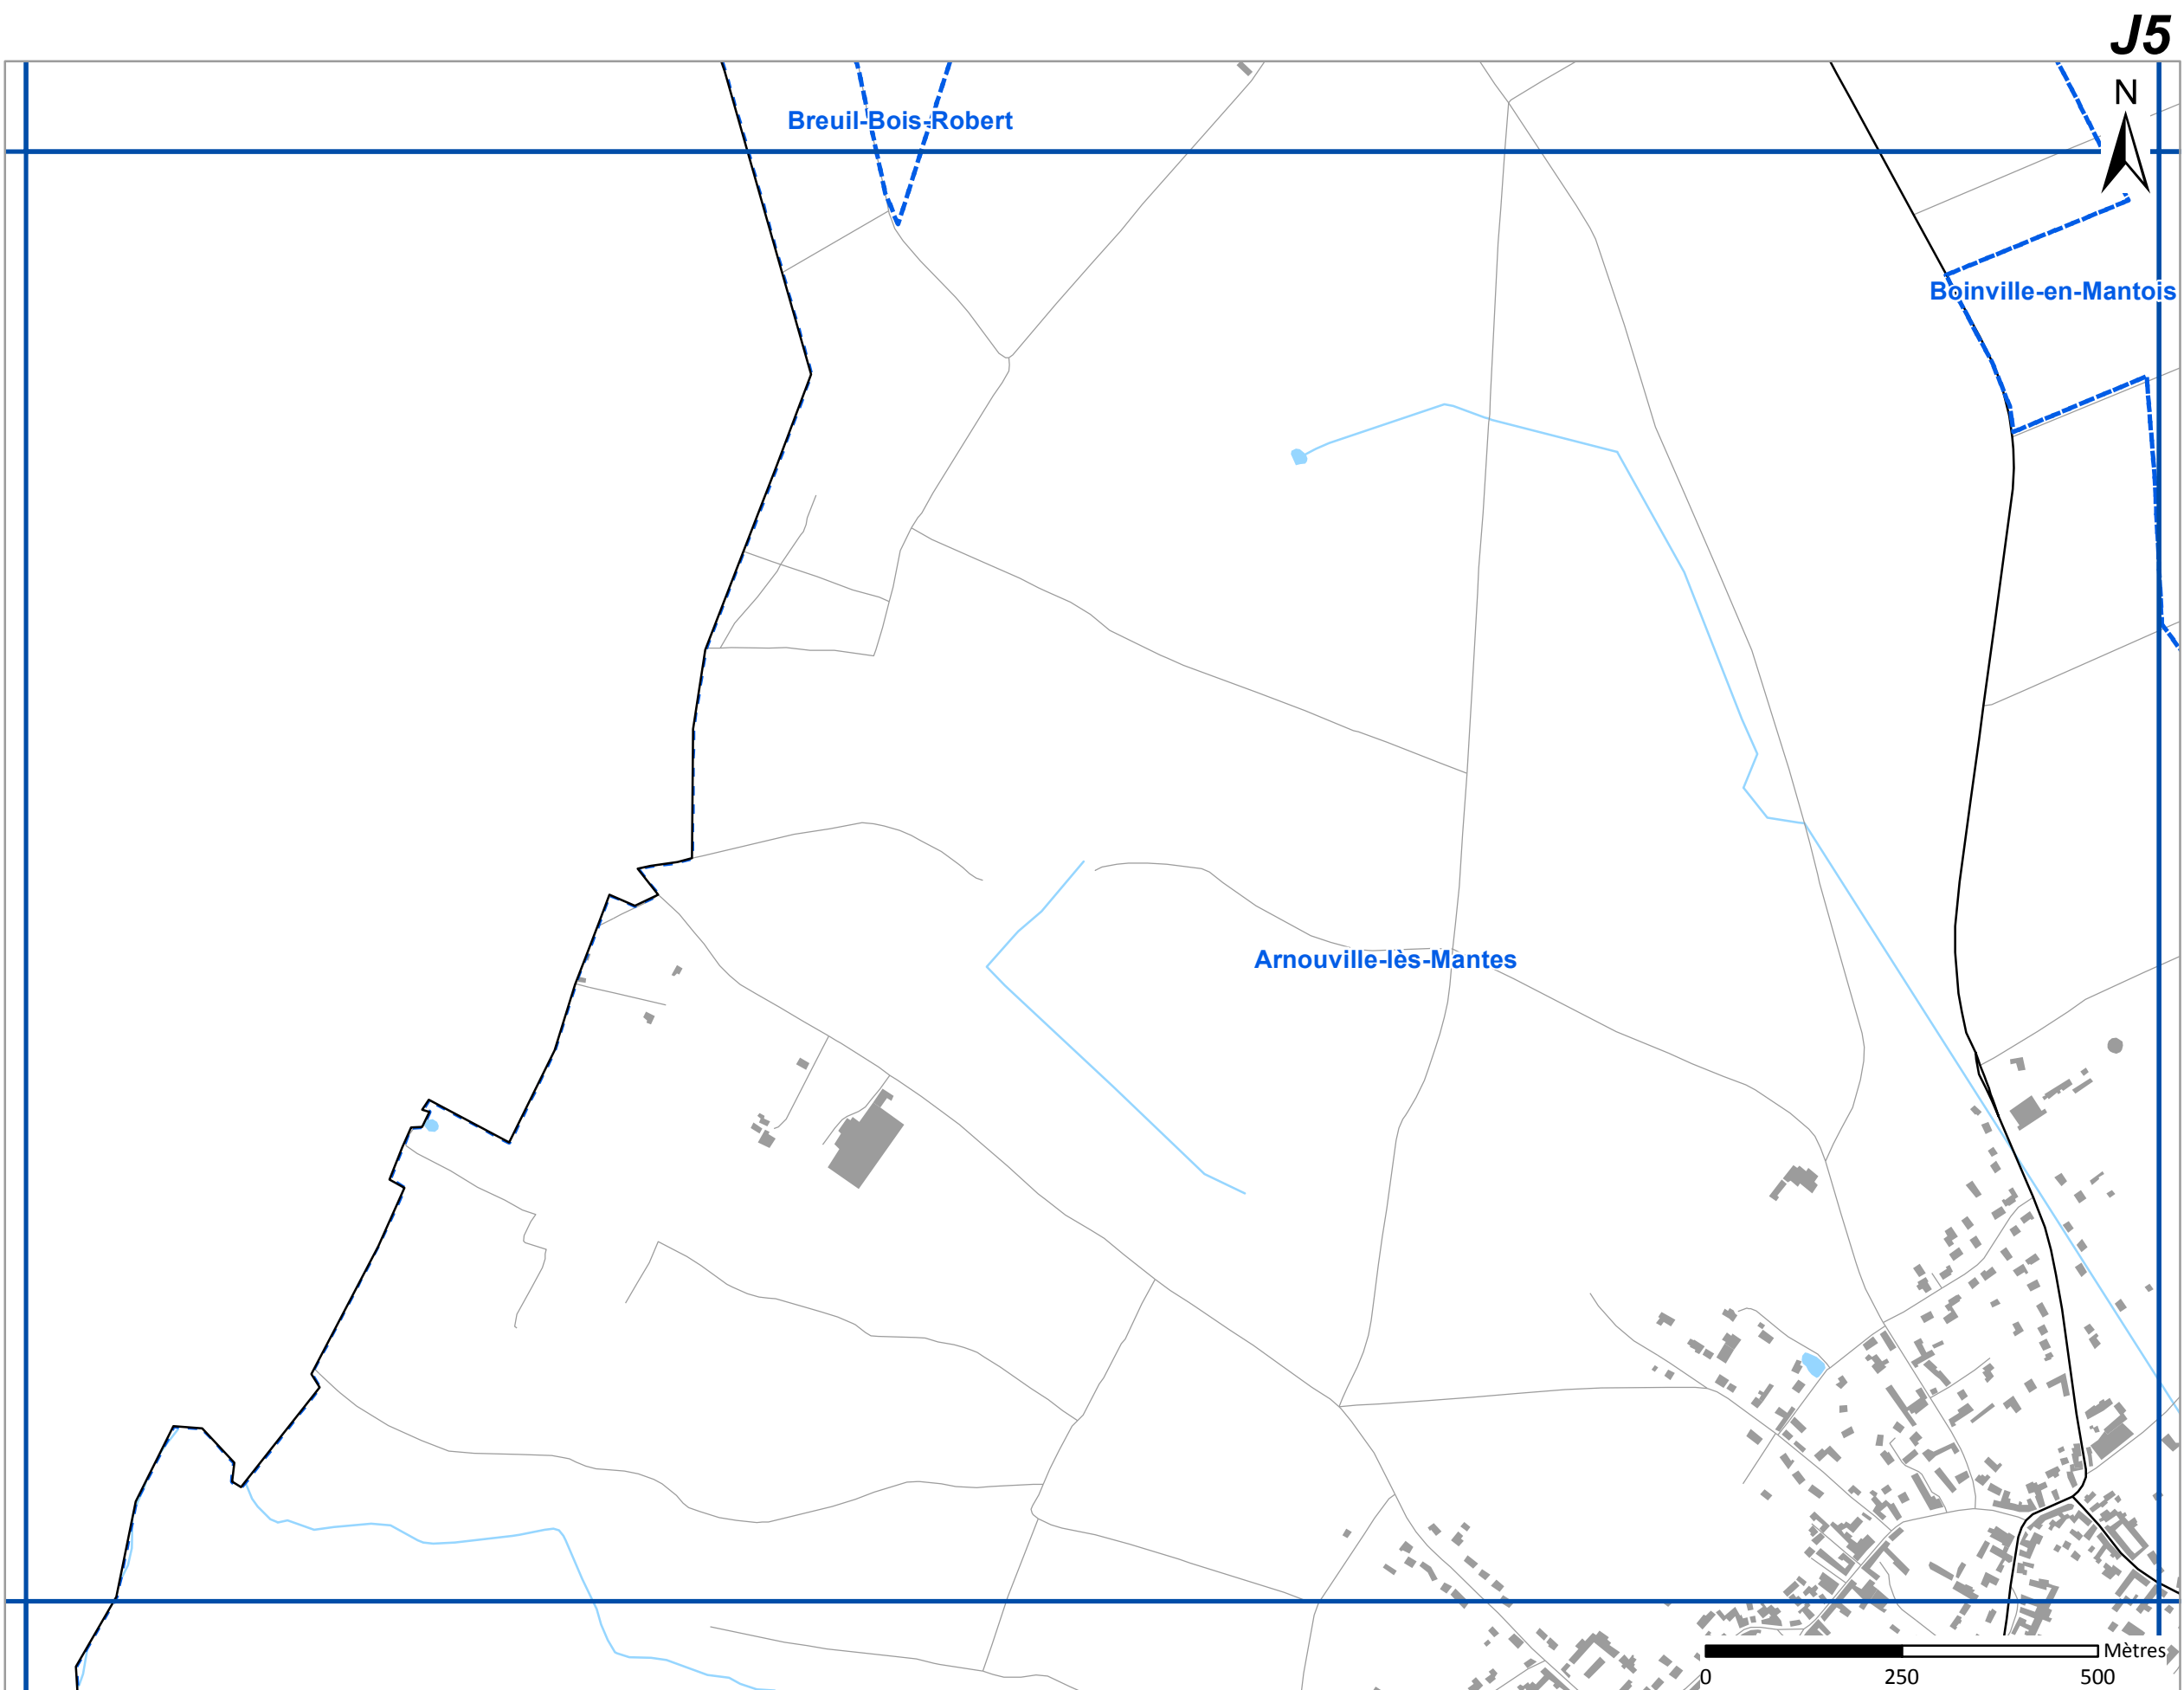 J5
N
Breuil-Bois-Robert
Boinville-en-Mantois
Arnouville-lès-Mantes
Mètres
0 250 500